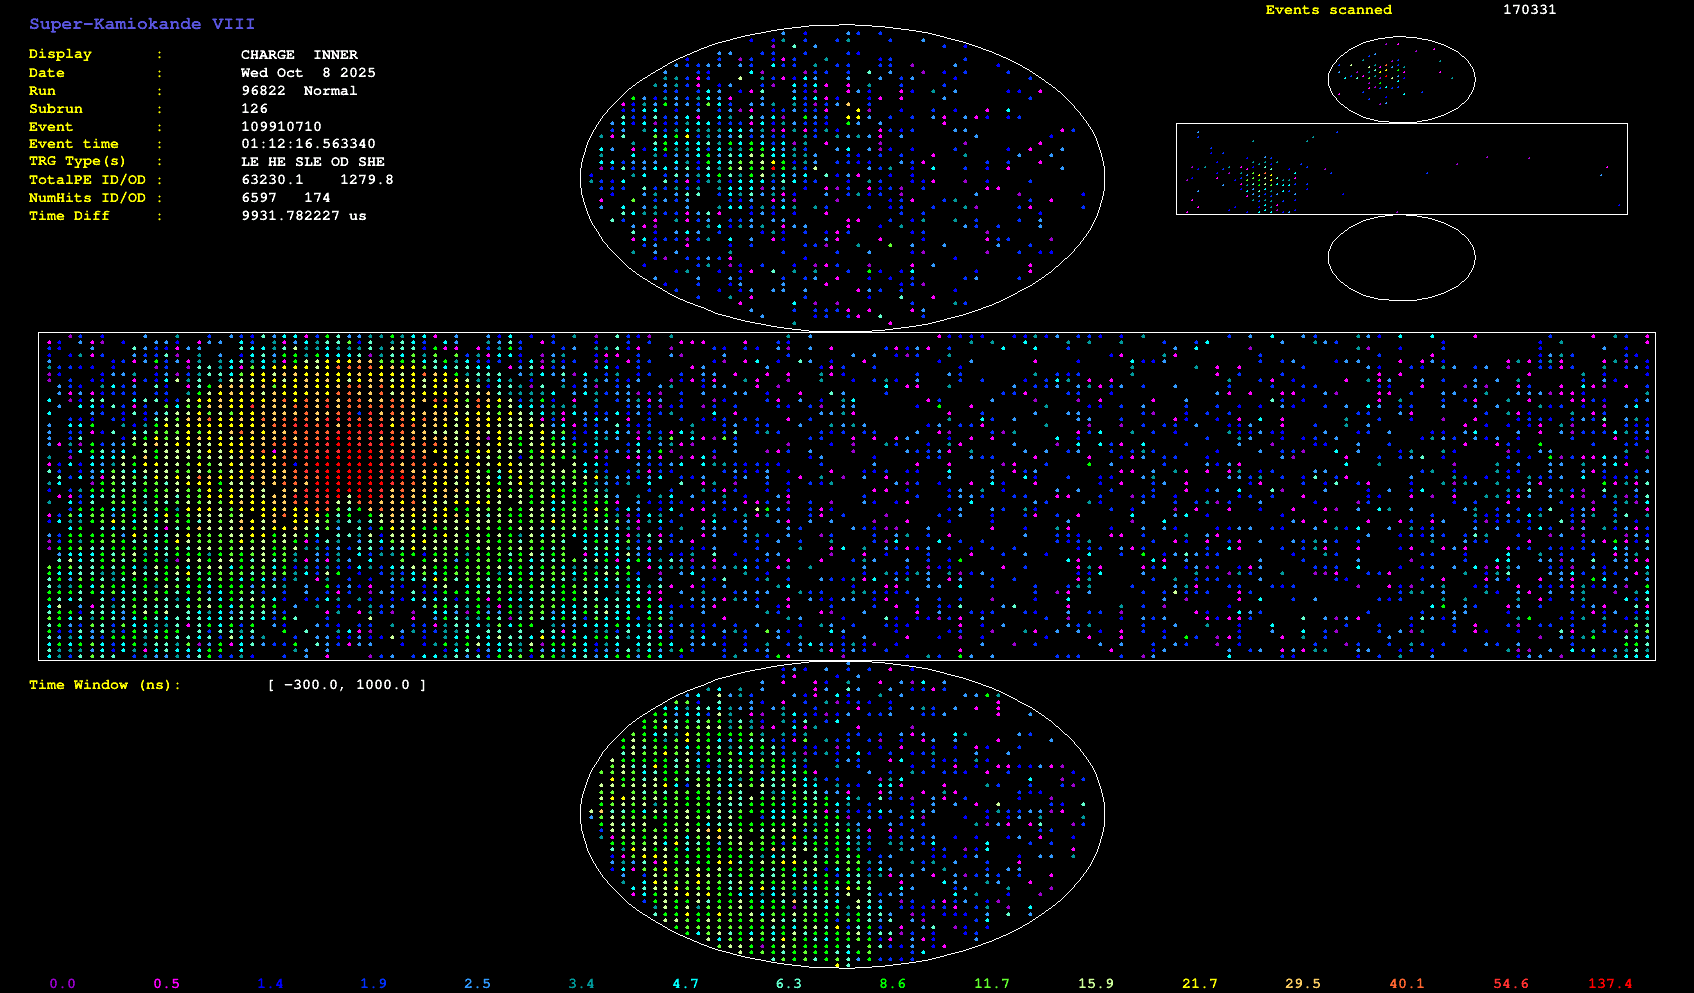 Super-Kamiokande VIII
Events scanned 170331
Display : CHARGE INNER
Date : Wed Oct 8 2025
Run : 96822 Normal
Subrun : 126
Event : 109910710
Event time : 01:12:16.563340
TRG Type(s) : LE HE SLE OD SHE
TotalPE ID/OD : 63230.1 1279.8
NumHits ID/OD : 6597 174
Time Diff : 9931.782227 us
Time Window (ns): [ -300.0, 1000.0 ]
0.0 0.5 1.4 1.9 2.5 3.4 4.7 6.3 8.6 11.7 15.9 21.7 29.5 40.1 54.6 137.4